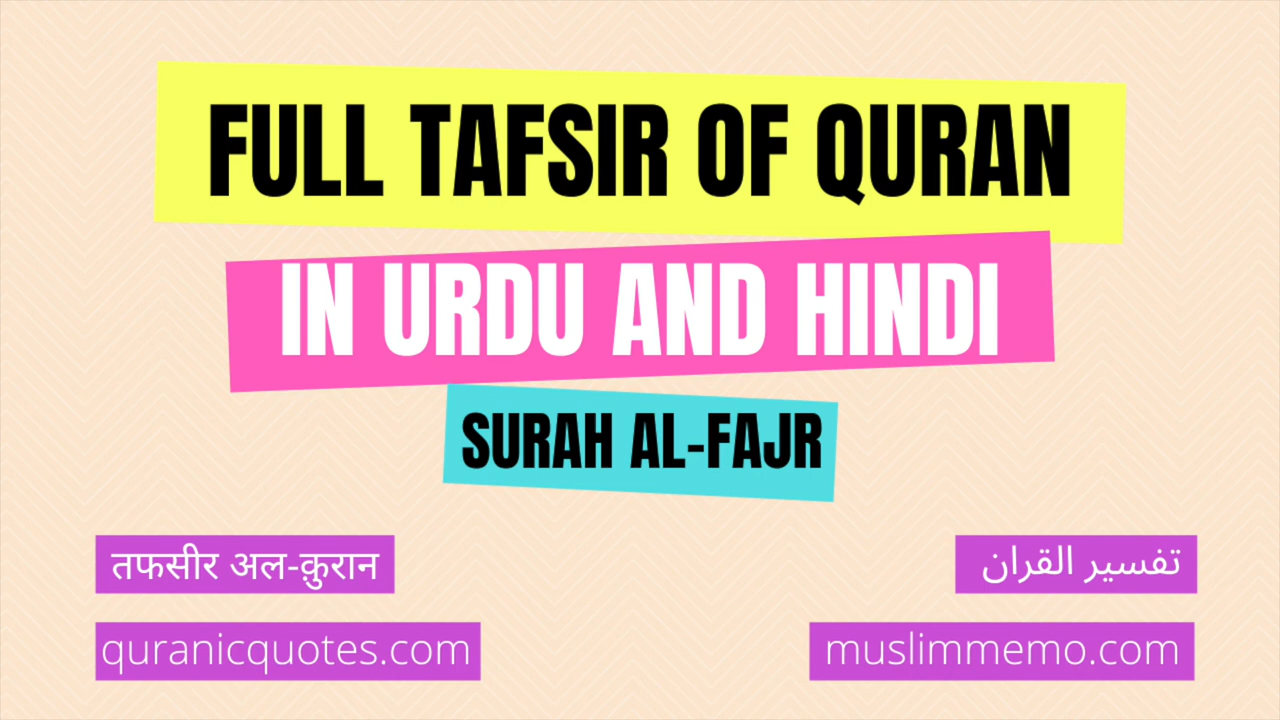 FULL TAFSIR OF QURAN
IN URDU AND HINDI
SURAH AL-FAJR
तफसीर अल-क़ुरान
تفسير القران
quranicquotes.com
muslimmemo.com